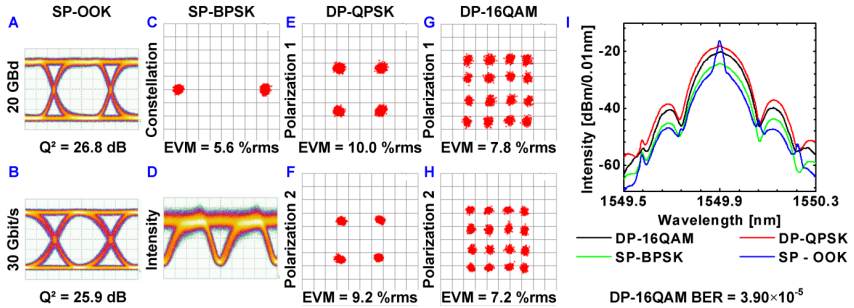 SP-OOK
SP-BPSK
DP-QPSK
DP-16QAM
A
C
E
G
I
20 GBd
Constellation
Polarization 1
Polarization 1
Q² = 26.8 dB
EVM = 5.6 %rms
EVM = 10.0 %rms
EVM = 7.8 %rms
B
D
F
H
30 Gbit/s
Intensity
Polarization 2
Polarization 2
Q² = 25.9 dB
EVM = 9.2 %rms
EVM = 7.2 %rms
Intensity [dBm/0.01nm]
-20
-40
-60
1549.5
1549.9
1550.3
Wavelength [nm]
DP-16QAM
DP-QPSK
SP-BPSK
SP - OOK
DP-16QAM BER = 3.90×10⁻⁵